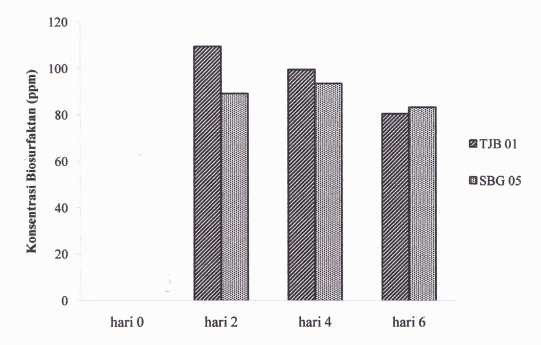 120
100
80
60
40
20
0
Konsentrasi Biosurfaktan (ppm)
hari 0
hari 2
hari 4
hari 6
TJB 01
SBG 05